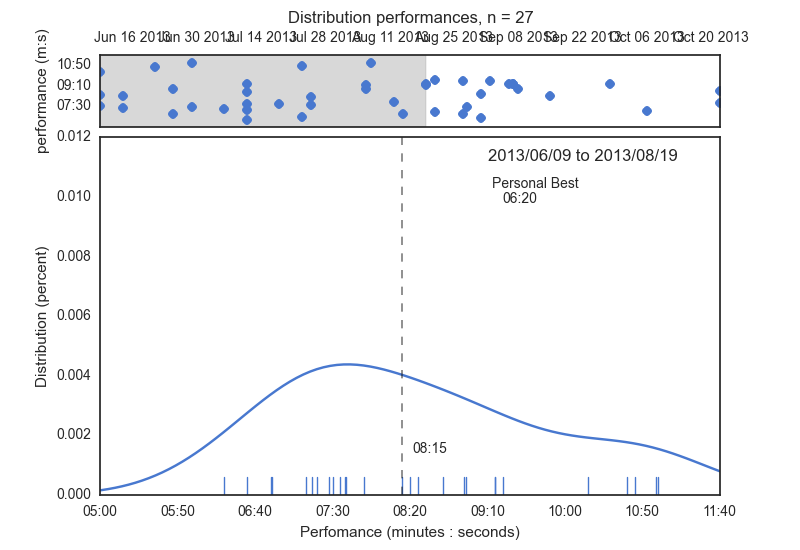 Distribution performances, n = 27
Jun 16 2013 Jun 30 2013 Jul 14 2013 Jul 28 2013 Aug 11 2013 Aug 25 2013 Sep 08 2013 Sep 22 2013 Oct 06 2013 Oct 20 2013
performance (m:s)
10:50
09:10
07:30
0.012
2013/06/09 to 2013/08/19
Personal Best
06:20
0.010
0.008
Distribution (percent)
0.006
0.004
0.002
08:15
0.000
05:00 05:50 06:40 07:30 08:20 09:10 10:00 10:50 11:40
Perfomance (minutes : seconds)